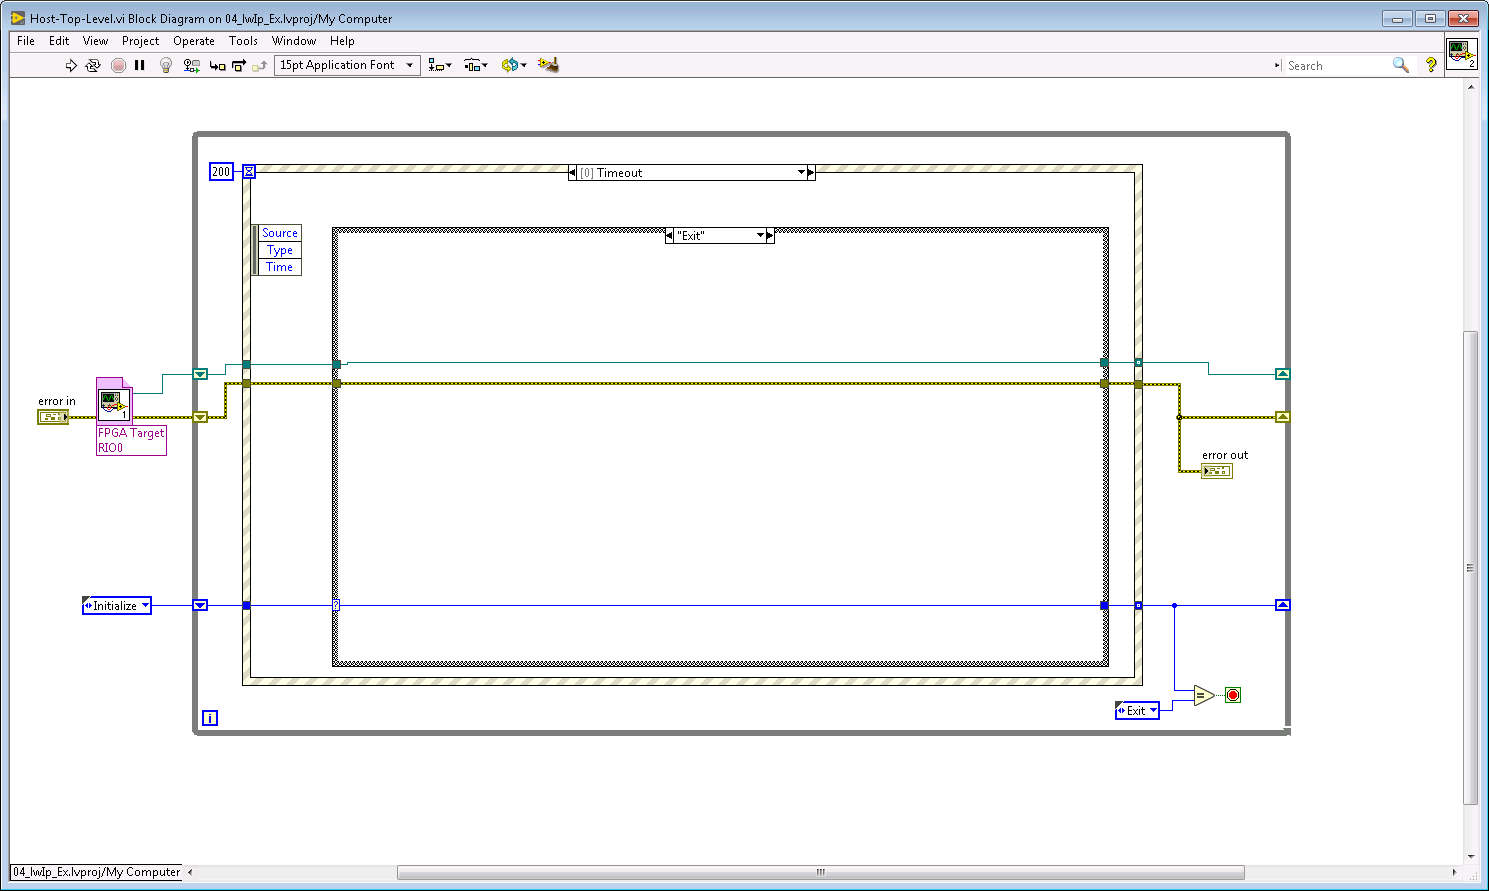 Host-Top-Level.vi Block Diagram on 04_lwIp_Ex.lvproj/My Computer
File Edit View Project Operate Tools Window Help
15pt Application Font
Search
?
2
200
[0] Timeout
Source
Type
Time
"Exit"
error in
1
FPGA Target
RIO0
error out
Initialize
?
=
Exit
i
04_lwIp_Ex.lvproj/My Computer